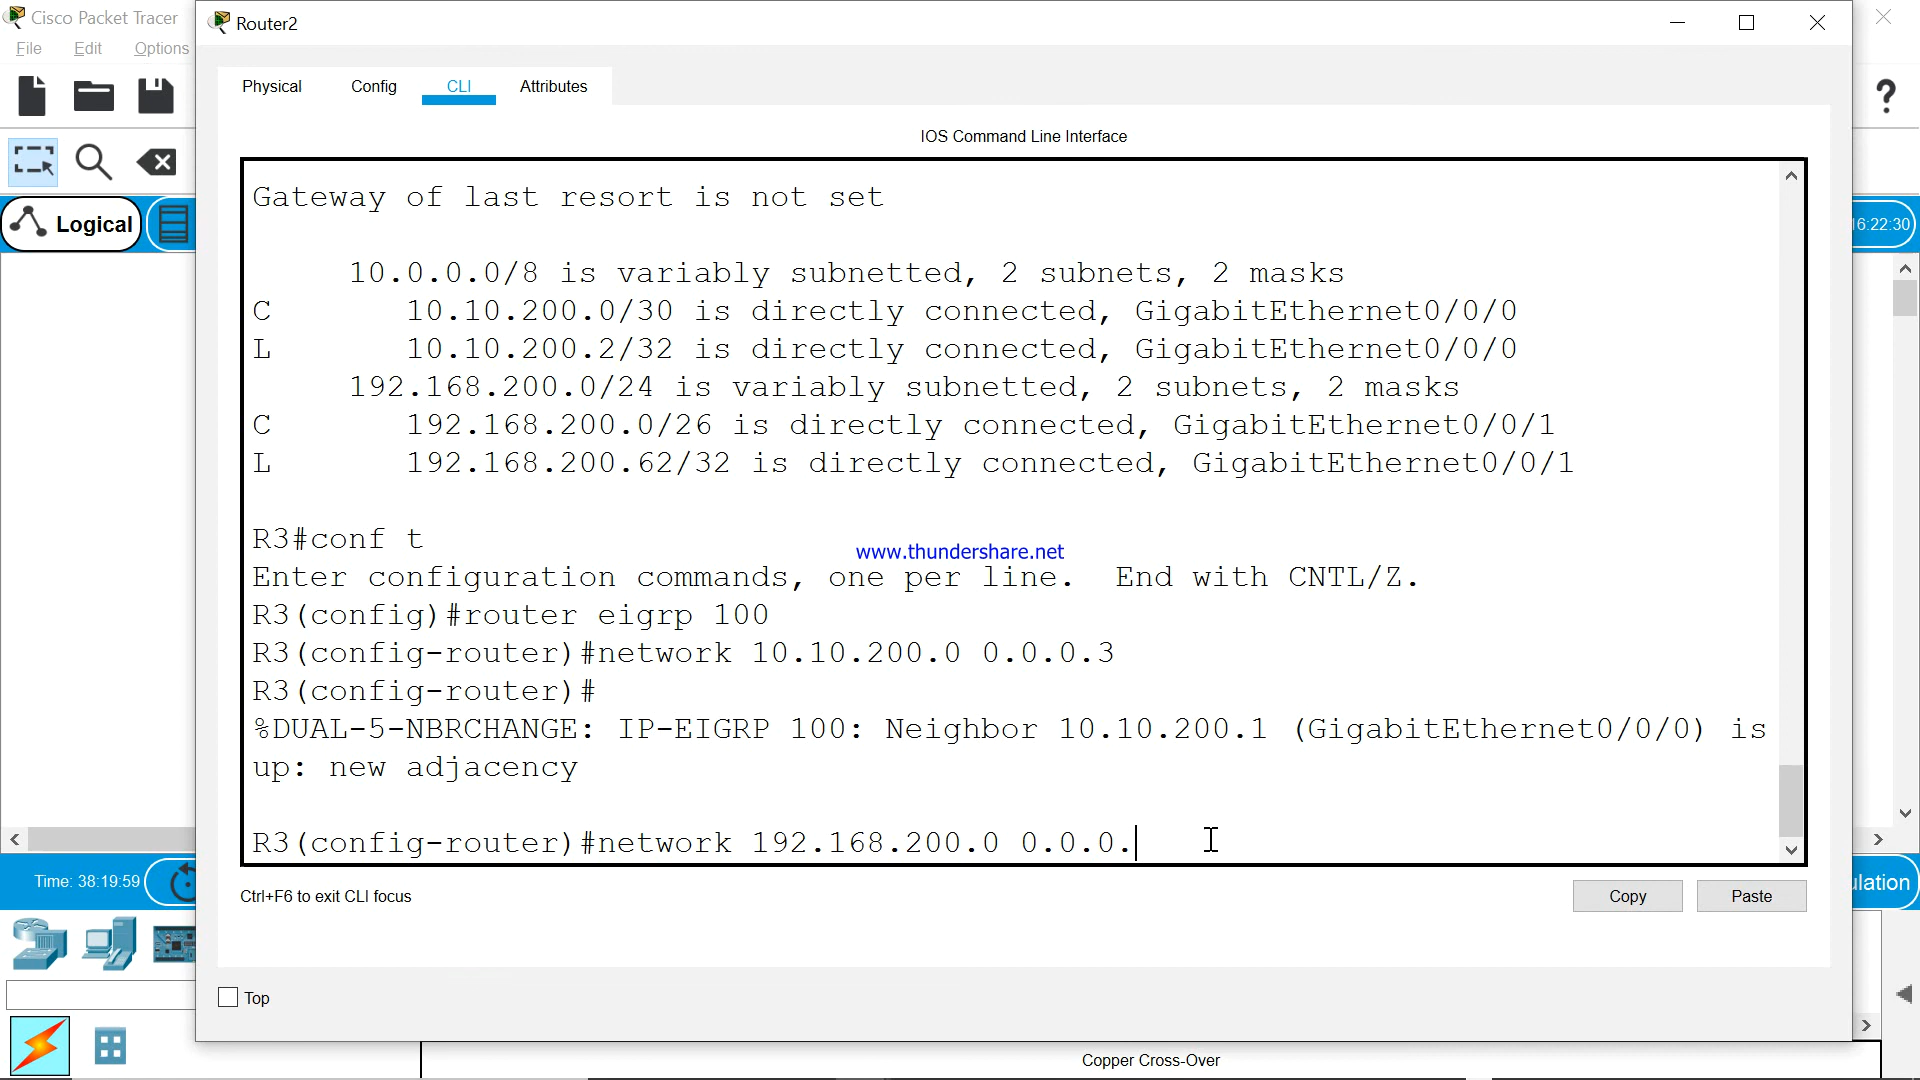 Cisco Packet Tracer
File Edit Options
Logical
Router2
Physical Config CLI Attributes
IOS Command Line Interface
Gateway of last resort is not set
10.0.0.0/8 is variably subnetted, 2 subnets, 2 masks
C 10.10.200.0/30 is directly connected, GigabitEthernet0/0/0
L 10.10.200.2/32 is directly connected, GigabitEthernet0/0/0
192.168.200.0/24 is variably subnetted, 2 subnets, 2 masks
C 192.168.200.0/26 is directly connected, GigabitEthernet0/0/1
L 192.168.200.62/32 is directly connected, GigabitEthernet0/0/1
R3#conf t
www.thundershare.net
Enter configuration commands, one per line. End with CNTL/Z.
R3(config)#router eigrp 100
R3(config-router)#network 10.10.200.0 0.0.0.3
R3(config-router)#
%DUAL-5-NBRCHANGE: IP-EIGRP 100: Neighbor 10.10.200.1 (GigabitEthernet0/0/0) is
up: new adjacency
R3(config-router)#network 192.168.200.0 0.0.0.
Ctrl+F6 to exit CLI focus
Copy Paste
Top
?
16:22:30
Time: 38:19:59
ulation
Copper Cross-Over